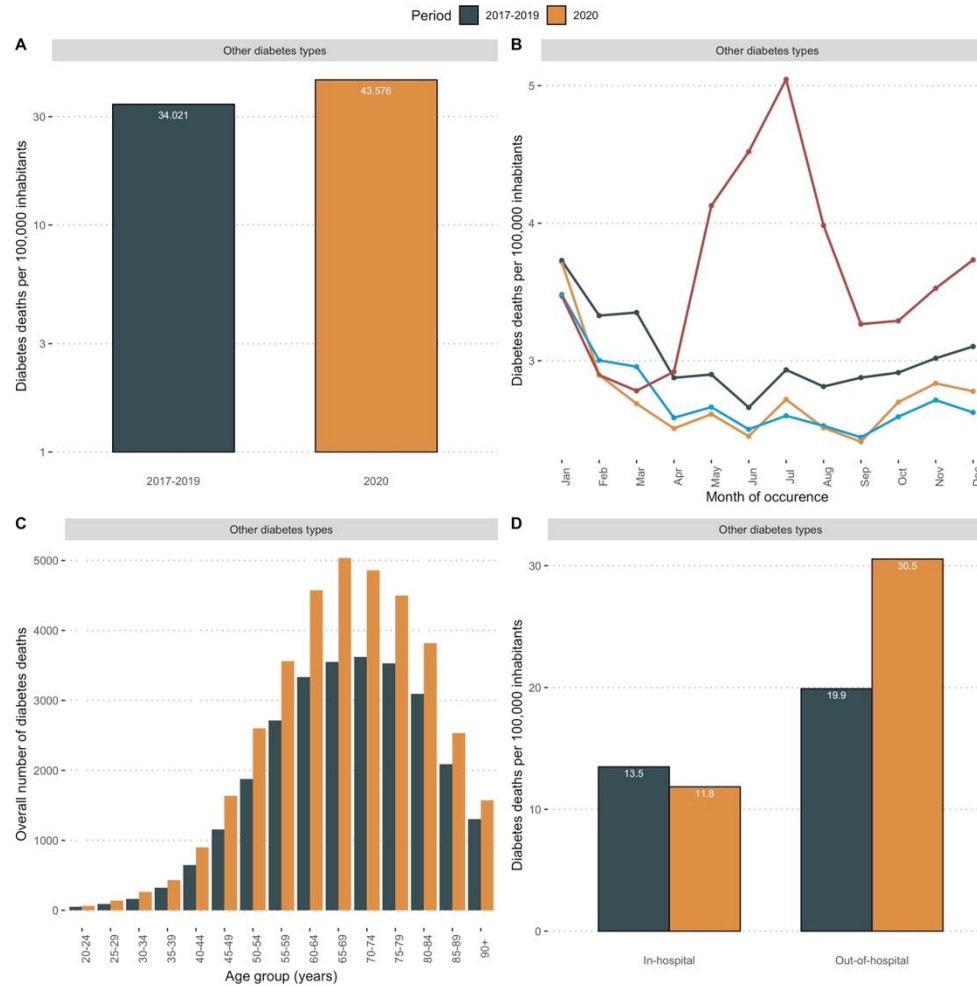 Period 2017-2019 2020
A
Other diabetes types
Diabetes deaths per 100,000 inhabitants
30
10
3
1
34.021
43.576
2017-2019 2020
B
Other diabetes types
Diabetes deaths per 100,000 inhabitants
5
4
3
Jan Feb Mar Apr May Jun Jul Aug Sep Oct Nov Dec
Month of occurence
C
Other diabetes types
Overall number of diabetes deaths
5000
4000
3000
2000
1000
0
20-24 25-29 30-34 35-39 40-44 45-49 50-54 55-59 60-64 65-69 70-74 75-79 80-84 85-89 90+
Age group (years)
D
Other diabetes types
Diabetes deaths per 100,000 inhabitants
30
20
10
0
13.5
11.8
19.9
30.5
In-hospital Out-of-hospital